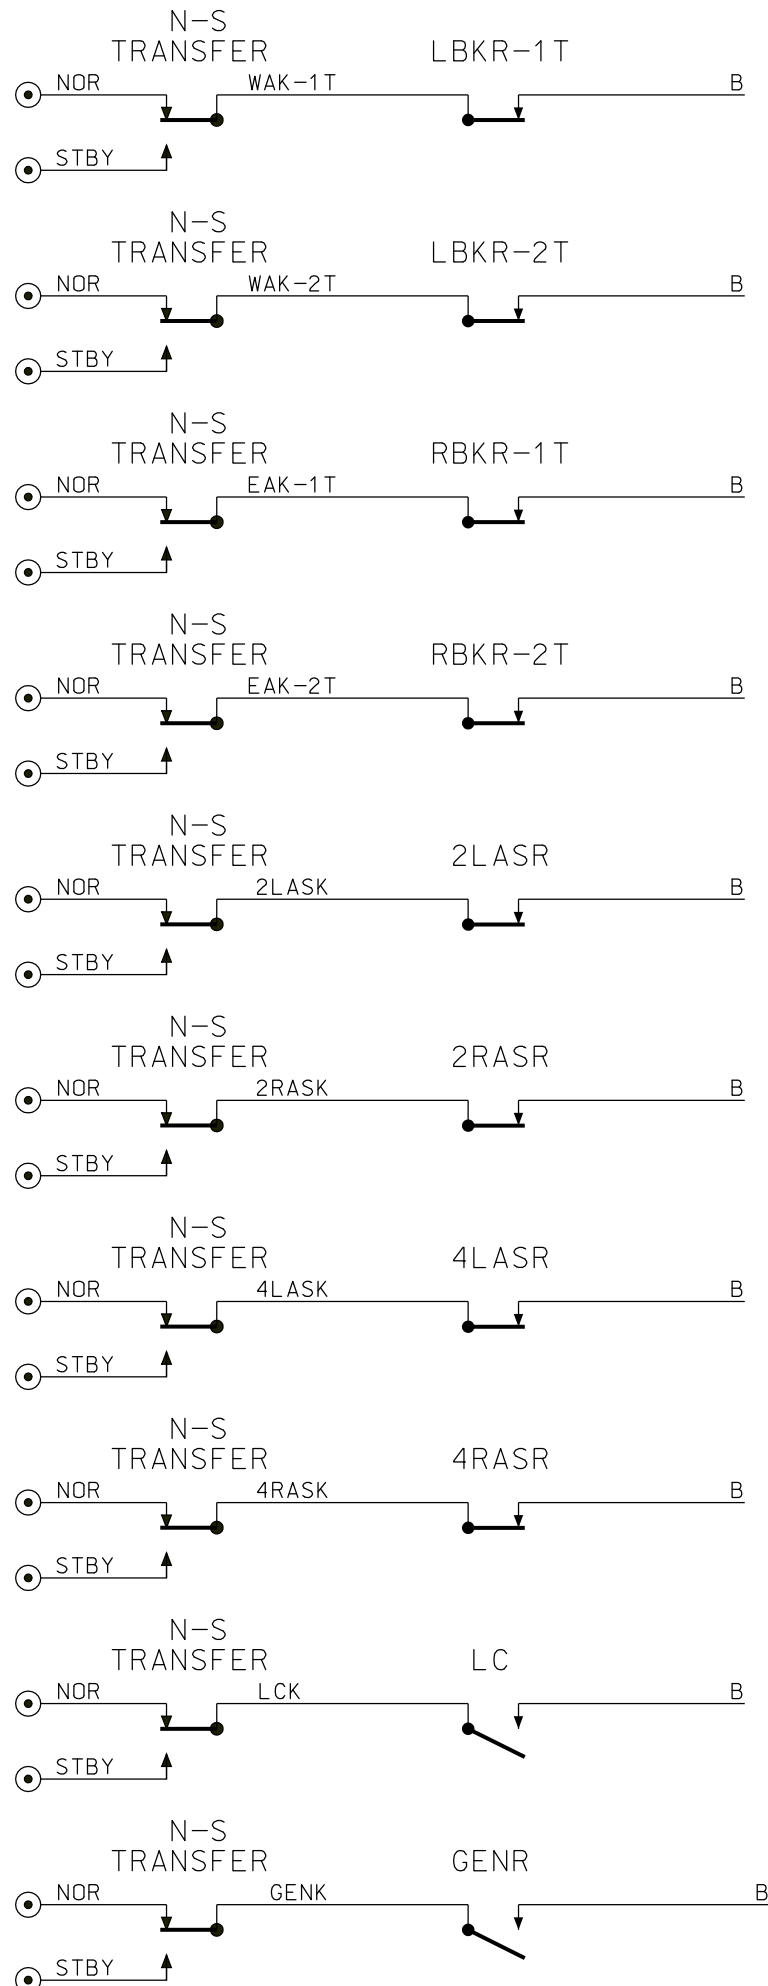 N-S
TRANSFER LBKR-1T
NOR WAK-1T B
STBY
N-S
TRANSFER LBKR-2T
NOR WAK-2T B
STBY
N-S
TRANSFER RBKR-1T
NOR EAK-1T B
STBY
N-S
TRANSFER RBKR-2T
NOR EAK-2T B
STBY
N-S
TRANSFER 2LASR
NOR 2LASK B
STBY
N-S
TRANSFER 2RASR
NOR 2RASK B
STBY
N-S
TRANSFER 4LASR
NOR 4LASK B
STBY
N-S
TRANSFER 4RASR
NOR 4RASK B
STBY
N-S
TRANSFER LC
NOR LCK B
STBY
N-S
TRANSFER GENR
NOR GENK B
STBY